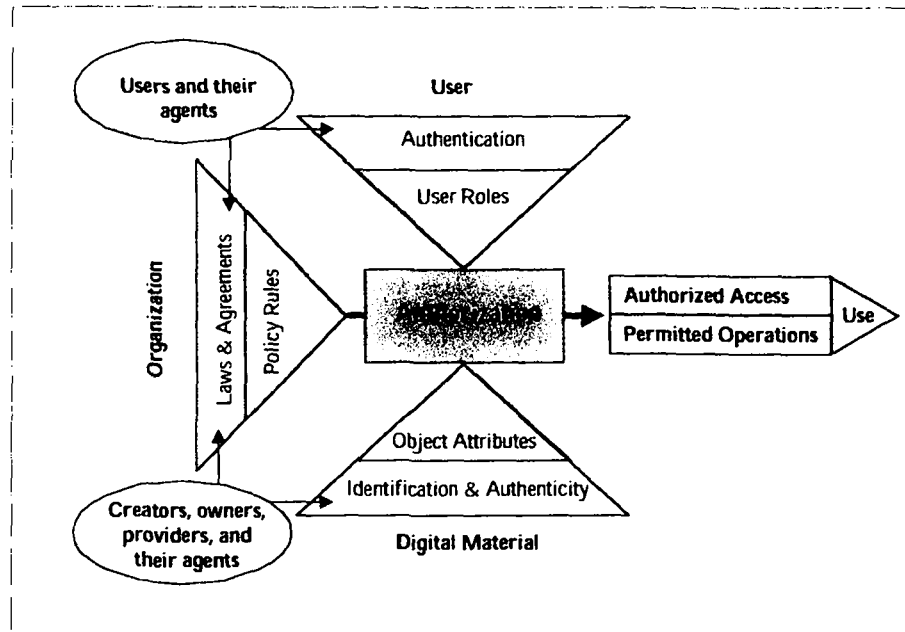 Users and their
agents
User
Authentication
User Roles
Organization
Laws & Agreements
Policy Rules
Authorization
Authorized Access
Permitted Operations
Use
Object Attributes
Identification & Authenticity
Creators, owners,
providers, and
their agents
Digital Material